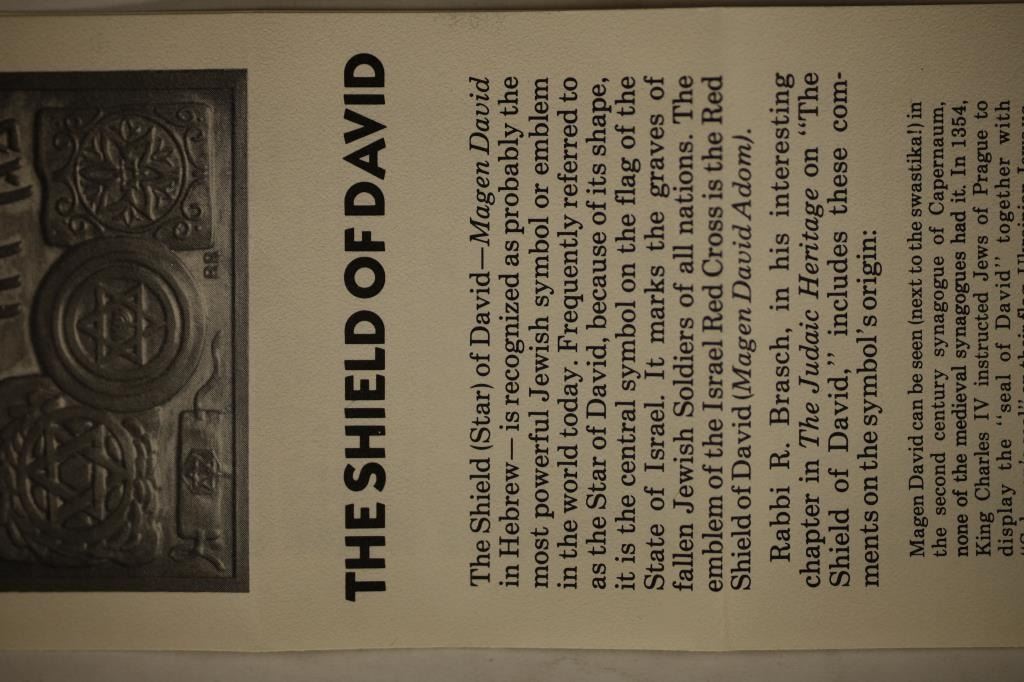 THE SHIELD OF DAVID
The Shield (Star) of David—Magen David
in Hebrew—is recognized as probably the
most powerful Jewish symbol or emblem
in the world today. Frequently referred to
as the Star of David, because of its shape,
it is the central symbol on the flag of the
State of Israel. It marks the graves of
fallen Jewish Soldiers of all nations. The
emblem of the Israel Red Cross is the Red
Shield of David (Magen David Adom).
Rabbi R. Brasch, in his interesting
chapter in The Judaic Heritage on "The
Shield of David," includes these com-
ments on the symbol's origin:
Magen David can be seen (next to the swastika!) in
the second century synagogue of Capernaum,
none of the medieval synagogues had it. In 1354,
King Charles IV instructed Jews of Prague to
display the "seal of David" together with